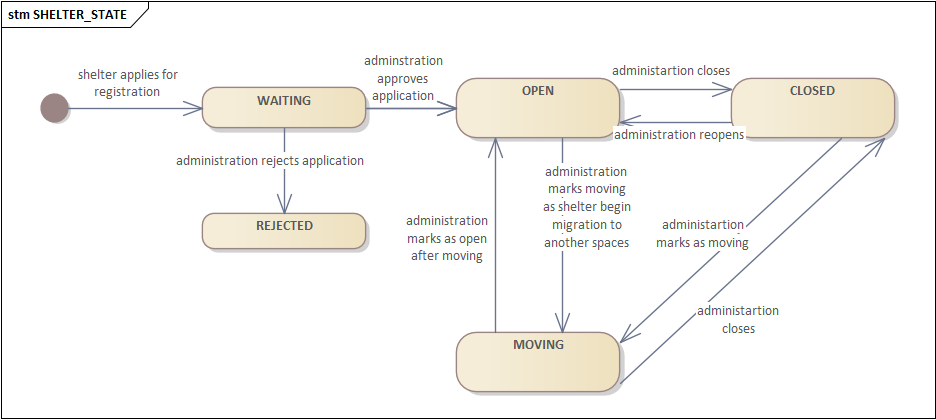 stm SHELTER_STATE
shelter applies for
registration
WAITING
adminstration
approves
application
OPEN
administartion closes
CLOSED
administration reopens
administration rejects application
REJECTED
administration
marks as open
after moving
administration
marks moving
as shelter begin
migration to
another spaces
administartion
marks as moving
administartion
closes
MOVING